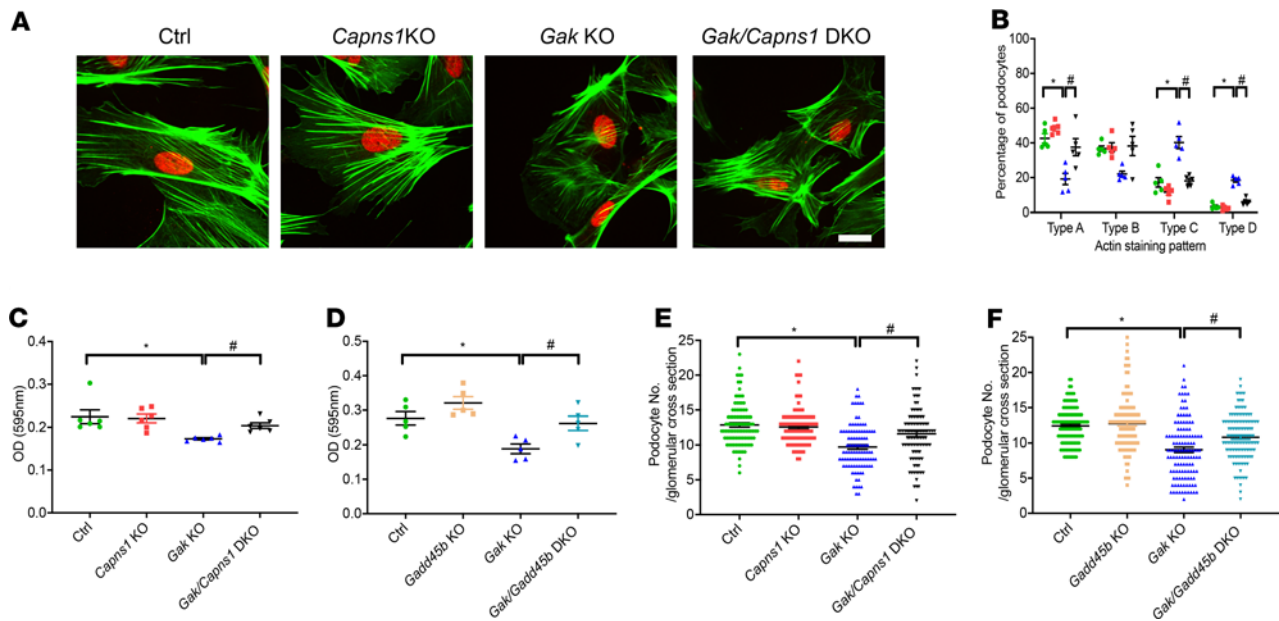 A
Ctrl
Capns1KO
Gak KO
Gak/Capns1 DKO
B
Percentage of podocytes
100
80
60
40
20
0
*
#
*
#
*
#
Type A
Type B
Type C
Type D
Actin staining pattern
C
OD (595nm)
0.4
0.3
0.2
0.1
0.0
*
#
Ctrl
Capns1 KO
Gak KO
Gak/Capns1 DKO
D
OD (595nm)
0.5
0.4
0.3
0.2
0.1
0.0
*
#
Ctrl
Gadd45b KO
Gak KO
Gak/Gadd45b DKO
E
Podocyte No.
/glomerular cross section
25
20
15
10
5
0
*
#
Ctrl
Capns1 KO
Gak KO
Gak/Capns1 DKO
F
Podocyte No.
/glomerular cross section
25
20
15
10
5
0
*
#
Ctrl
Gadd45b KO
Gak KO
Gak/Gadd45b DKO